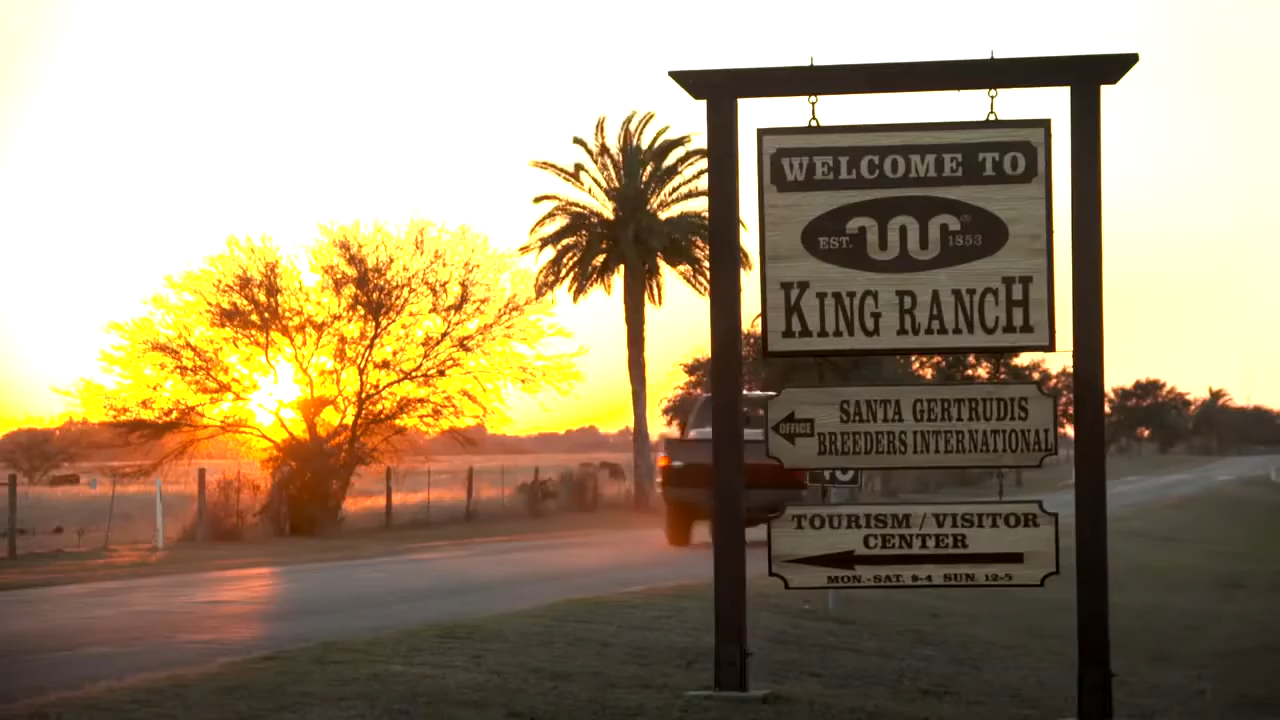 WELCOME TO
EST. 1853 ®
KING RANCH
OFFICE
SANTA GERTRUDIS
BREEDERS INTERNATIONAL
TOURISM / VISITOR
CENTER
MON.-SAT. 9-4 SUN. 12-5